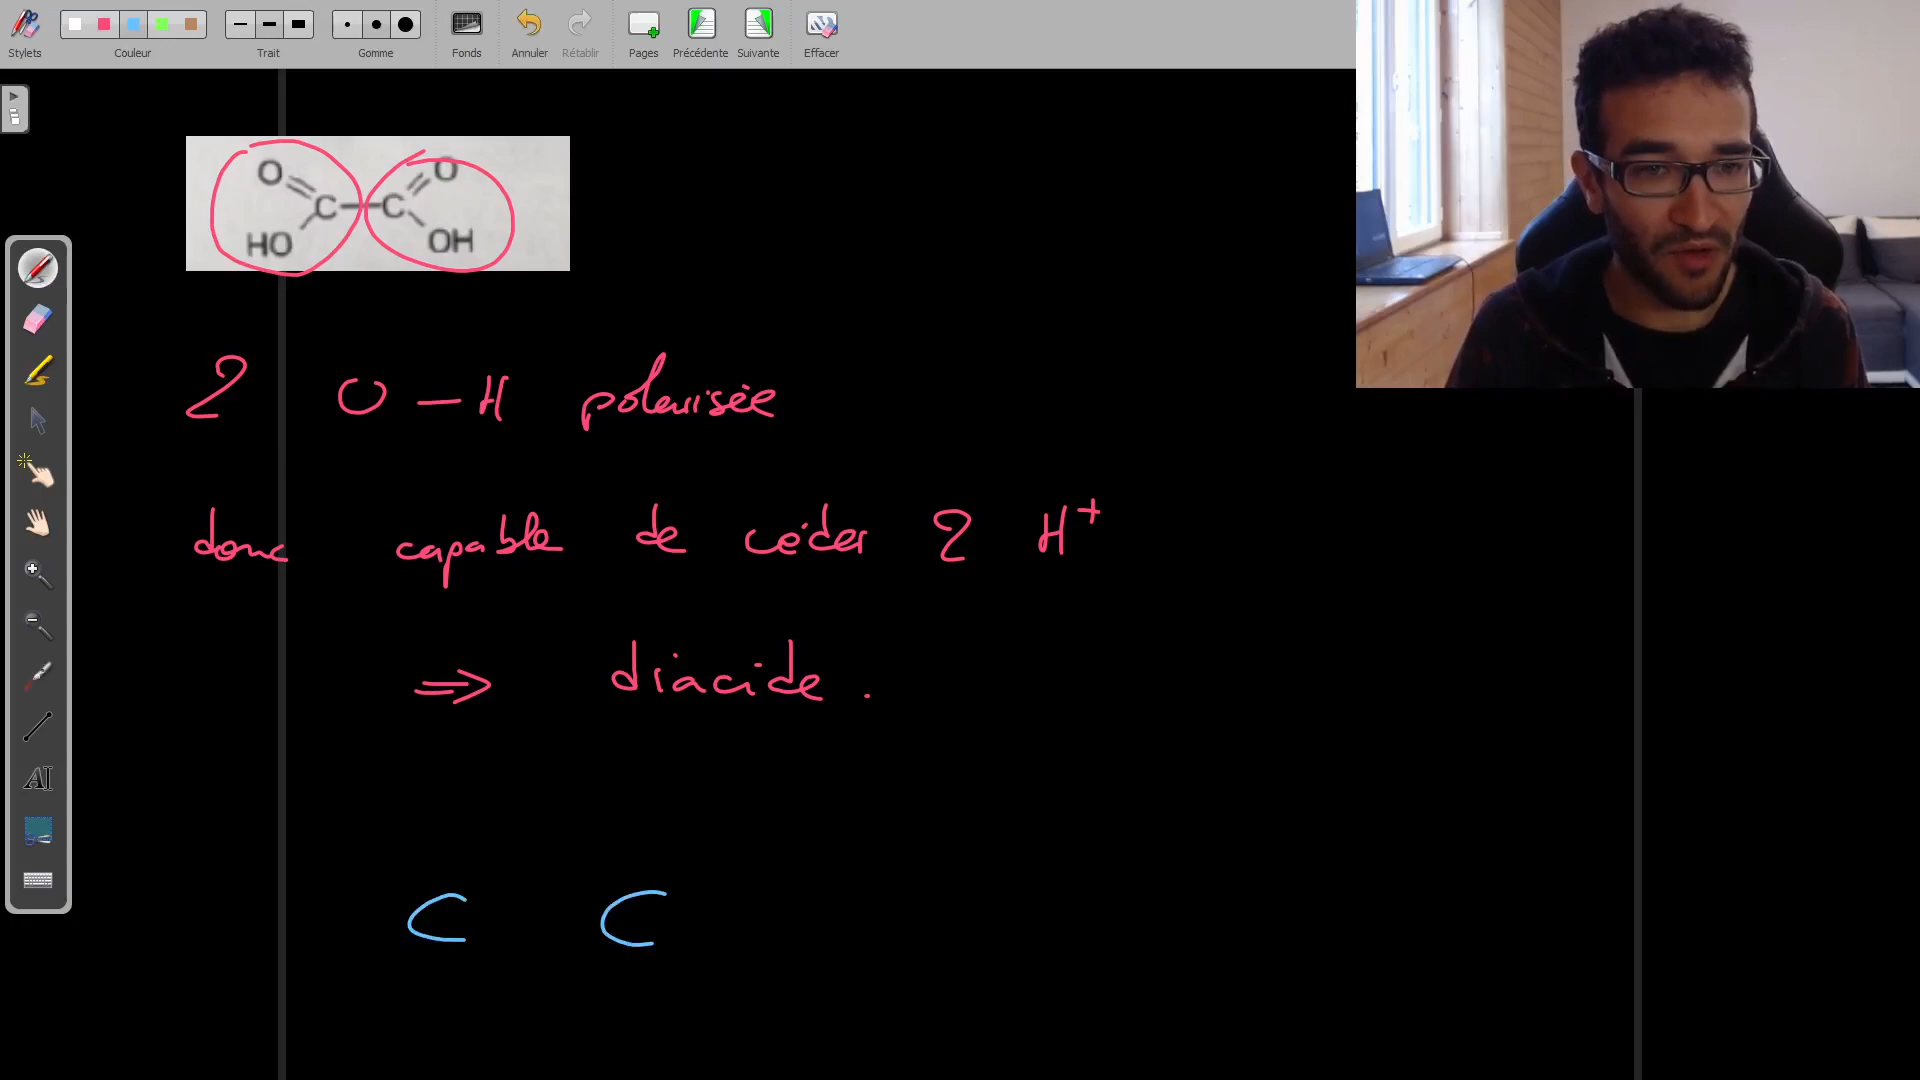 Stylets Couleur Trait Gomme Fonds Annuler Rétablir Pages Précédente Suivante Effacer
O O
C C
HO OH
2 O-H polarisée
donc capable de céder 2 H⁺
⇒ diacide.
C C
AI